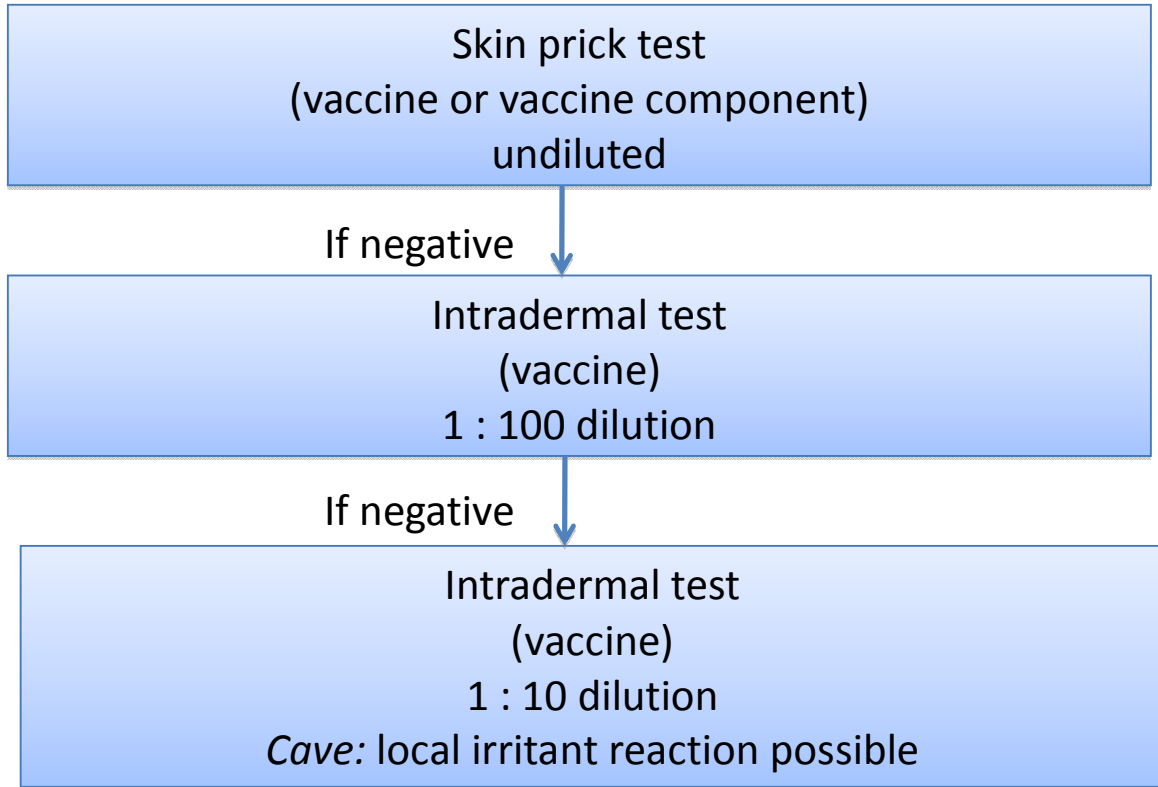 Skin prick test
(vaccine or vaccine component)
undiluted
If negative
Intradermal test
(vaccine)
1 : 100 dilution
If negative
Intradermal test
(vaccine)
1 : 10 dilution
Cave: local irritant reaction possible